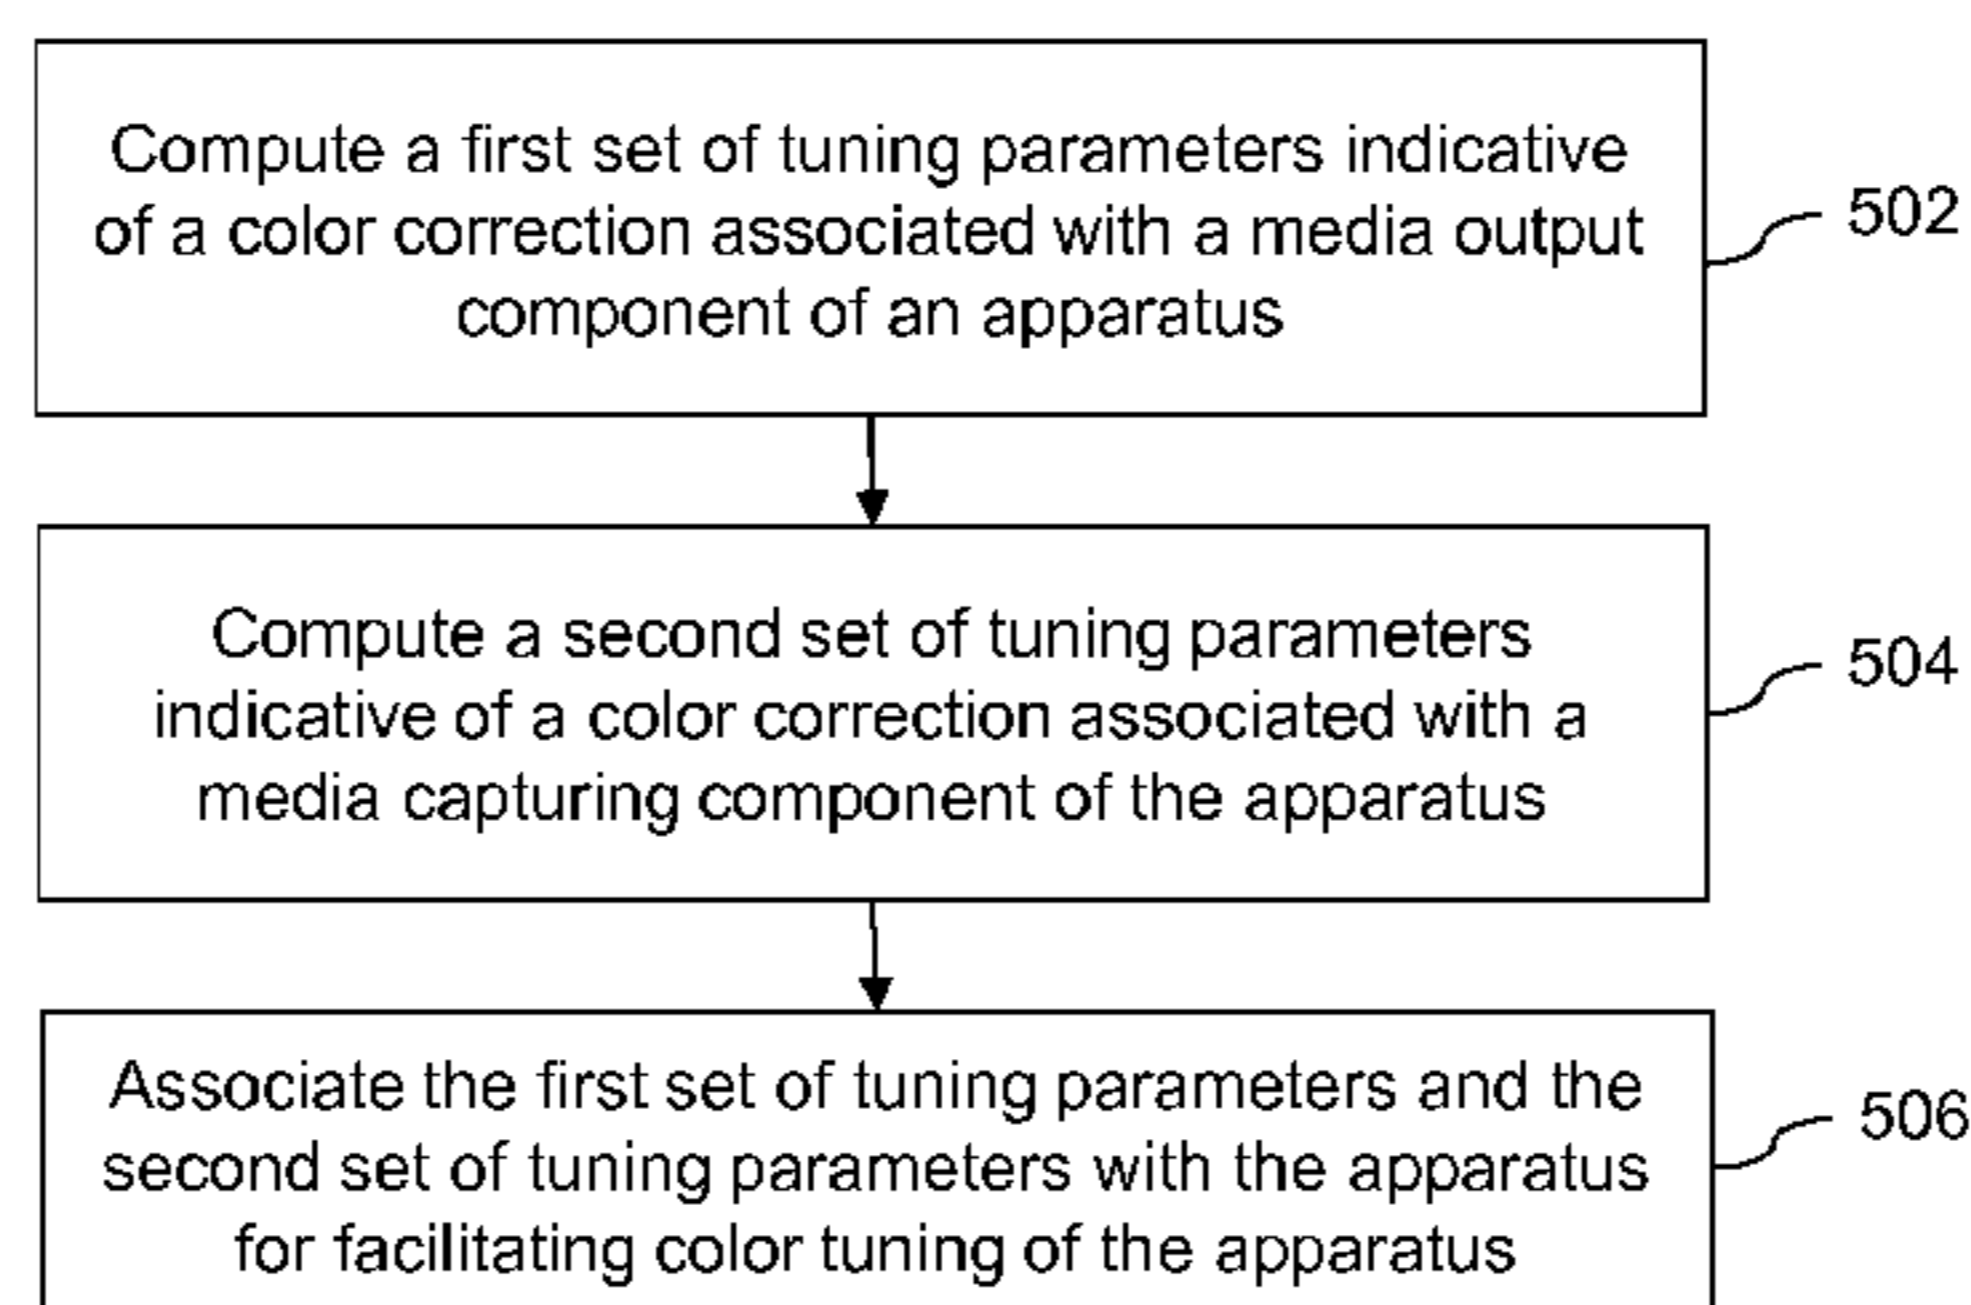 Compute a first set of tuning parameters indicative
of a color correction associated with a media output
component of an apparatus
502
Compute a second set of tuning parameters
indicative of a color correction associated with a
media capturing component of the apparatus
504
Associate the first set of tuning parameters and the
second set of tuning parameters with the apparatus
for facilitating color tuning of the apparatus
506